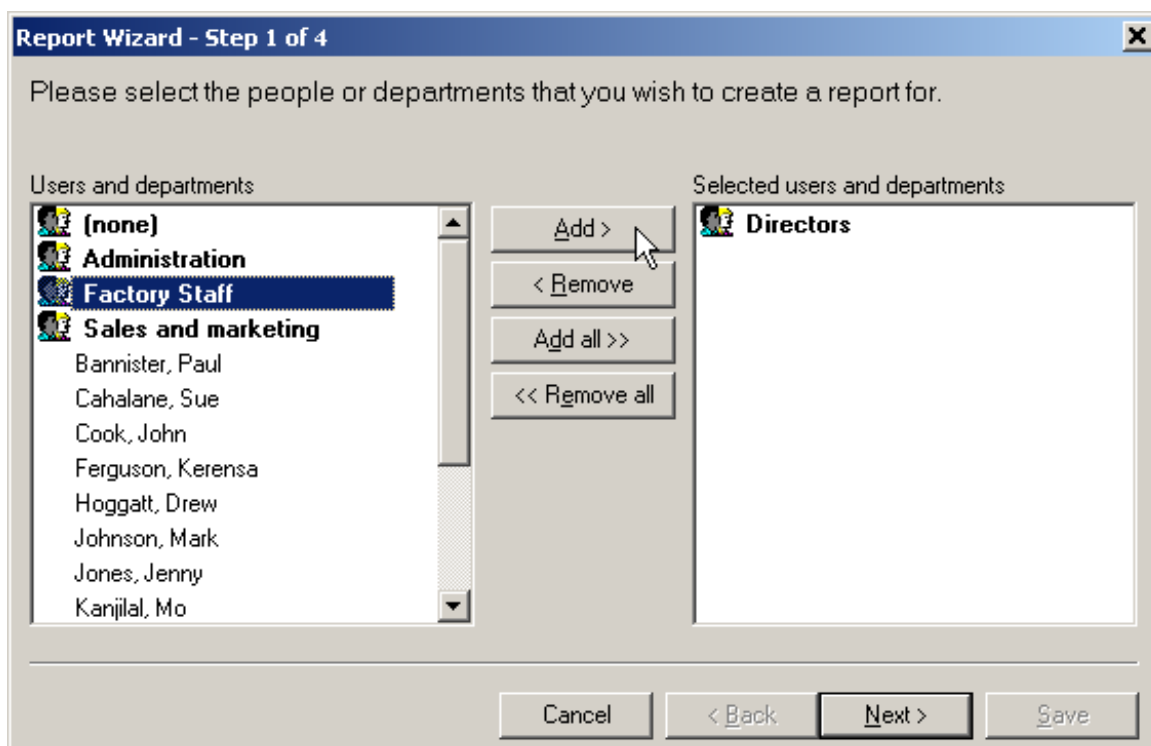 Report Wizard - Step 1 of 4
Please select the people or departments that you wish to create a report for.
Users and departments
(none)
Administration
Factory Staff
Sales and marketing
Bannister, Paul
Cahalane, Sue
Cook, John
Ferguson, Kerensa
Hoggatt, Drew
Johnson, Mark
Jones, Jenny
Kanjilal, Mo
Add >
< Remove
Add all >>
<< Remove all
Selected users and departments
Directors
Cancel
< Back
Next >
Save